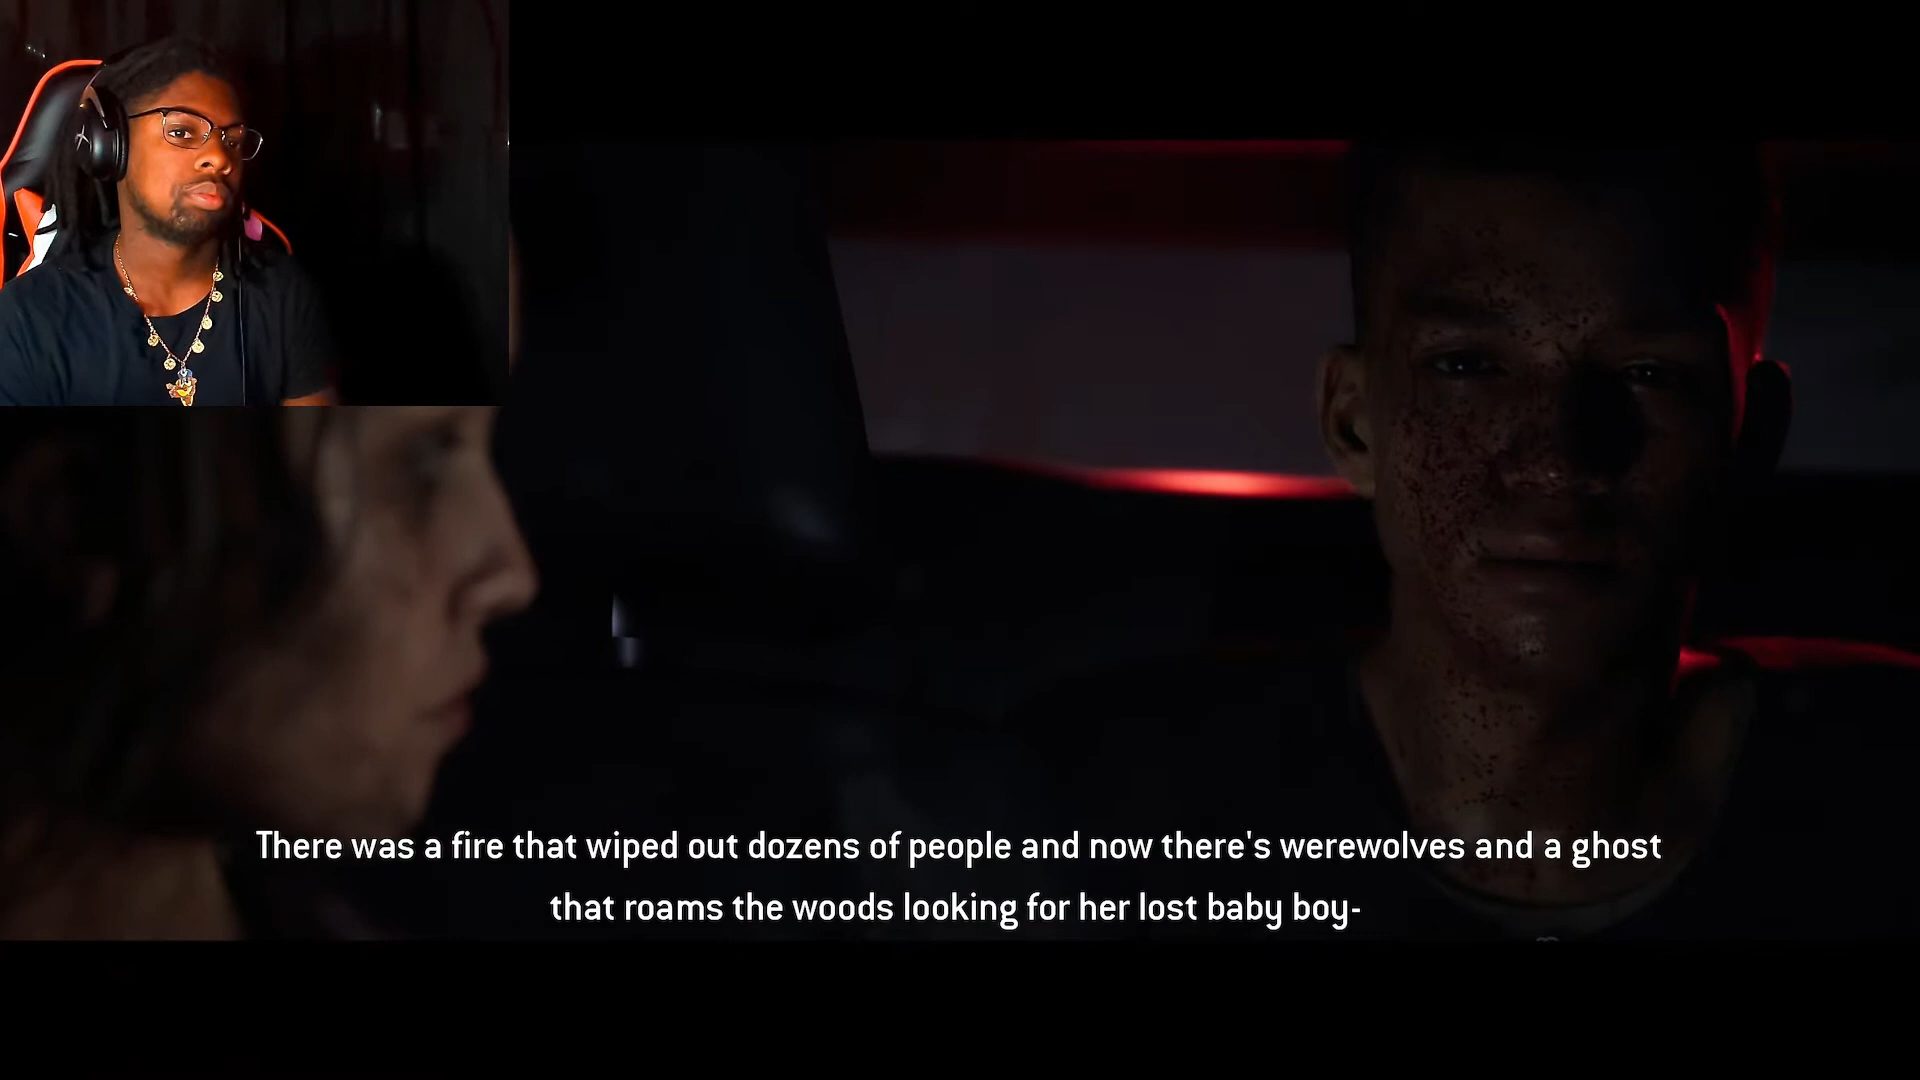 There was a fire that wiped out dozens of people and now there's werewolves and a ghost
that roams the woods looking for her lost baby boy-